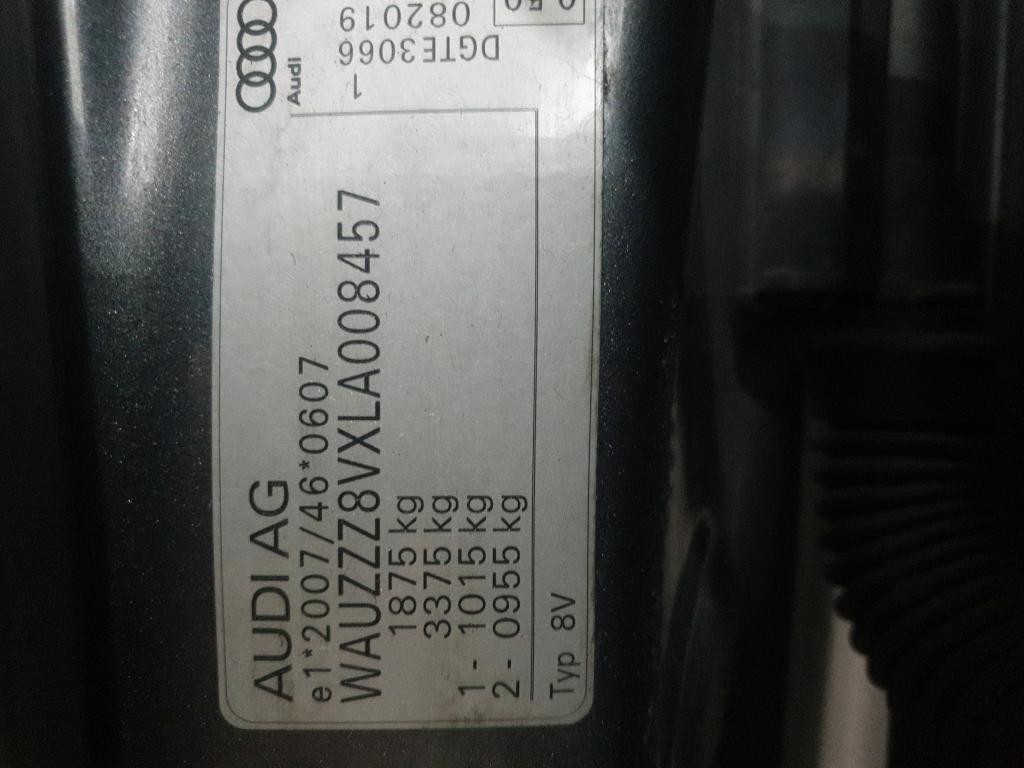 AUDI AG
e1*2007/46*0607
WAUZZZ8VXLA008457
1875 kg
3375 kg
1- 1015 kg
2- 0955 kg
Typ 8V
Audi
1
DGTE3066
082019